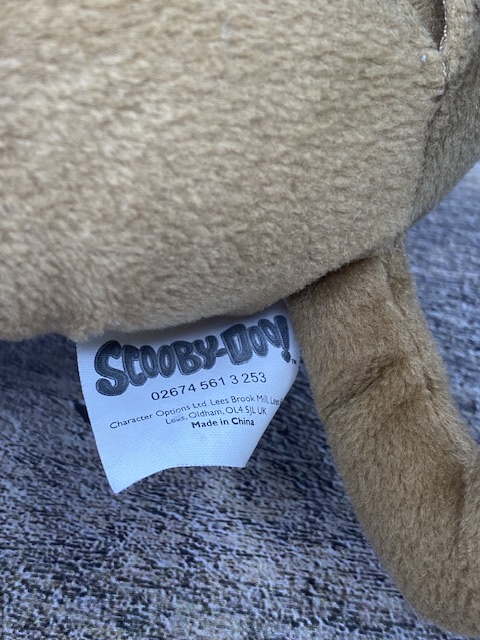 SCOOBY-DOO!
02674 561 3 253
Character Options Ltd. Lees Brook Mill, Lees
Lees, Oldham, OL4 5JL UK
Made in China